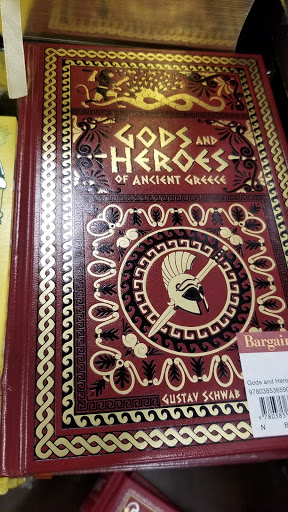 GODS AND
HEROES
OF ANCIENT GREECE
GUSTAV SCHWAB
Bargain
Gods and Hero
N